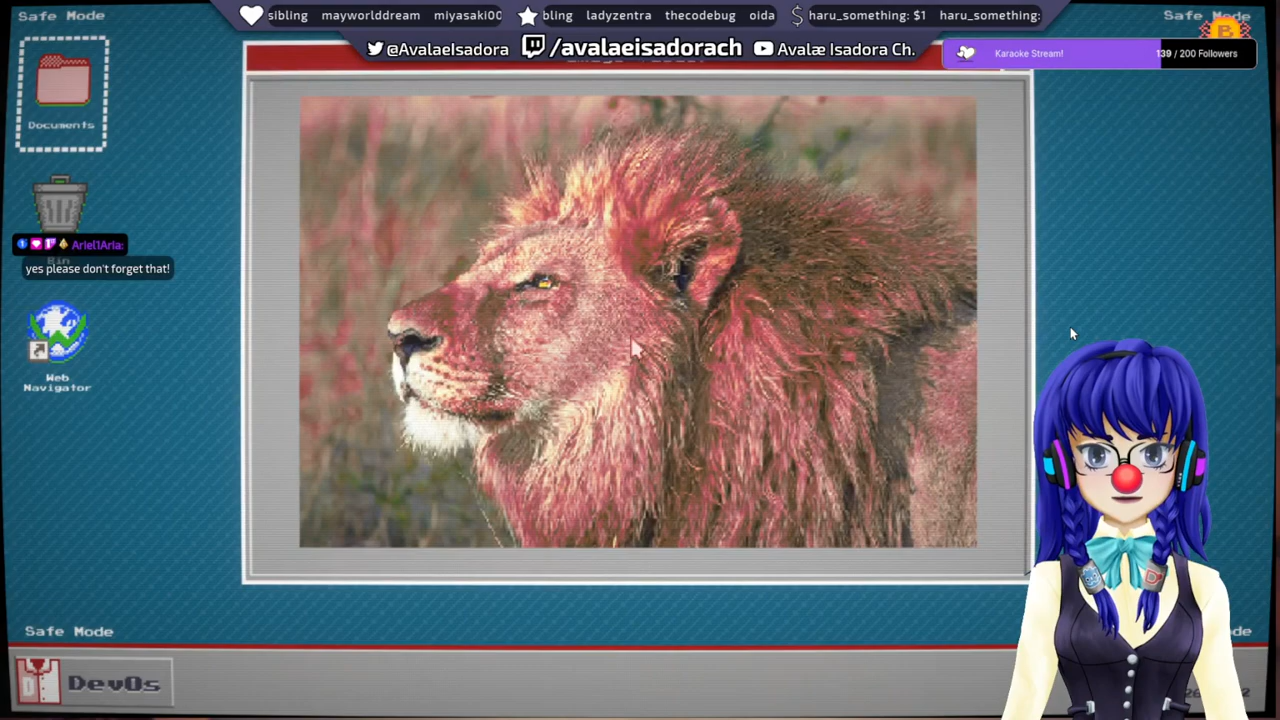 Safe Mode
sibling mayworlddream miyasaki00
bling ladyzentra thecodebug oida
$ haru_something: $1 haru_something:
Safe Mode
@AvalaeIsadora
/avalaeisadorach
Avalæ Isadora Ch.
Karaoke Stream!
139 / 200 Followers
Documents
Ariel1Aria:
Bin
yes please don't forget that!
Web
Navigator
Safe Mode
DevOs